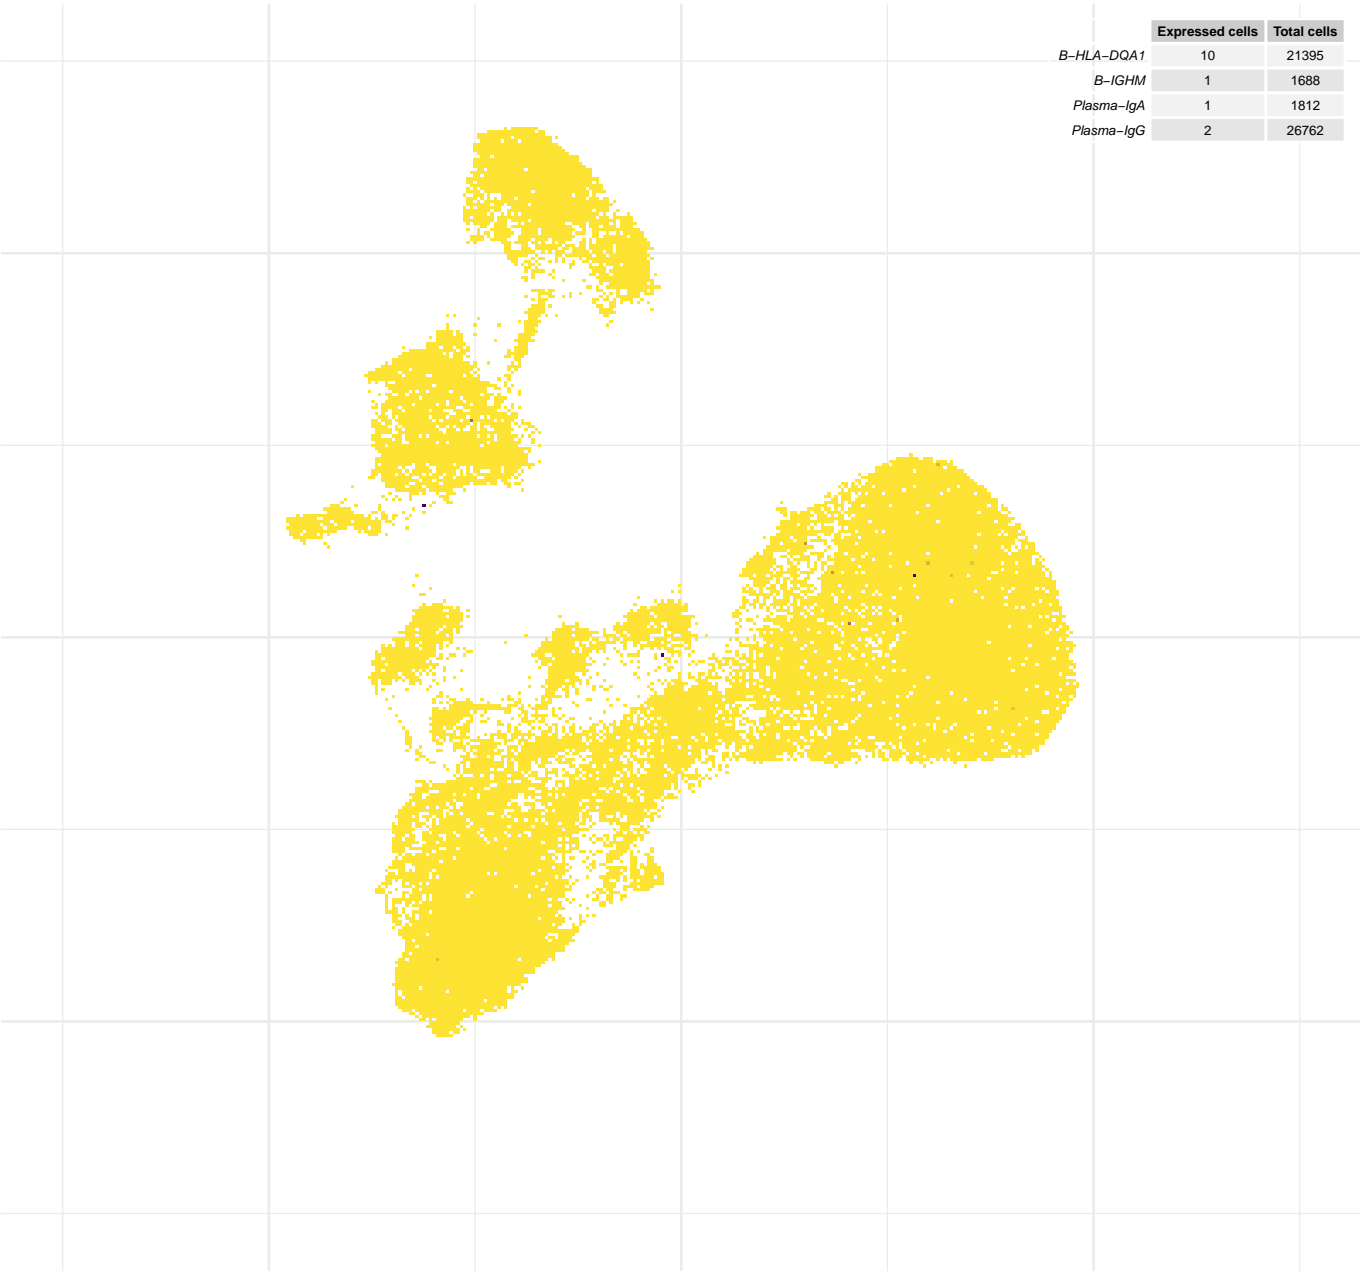 Expressed cells Total cells
B−HLA−DQA1 10 21395
B−IGHM 1 1688
Plasma−IgA 1 1812
Plasma−IgG 2 26762